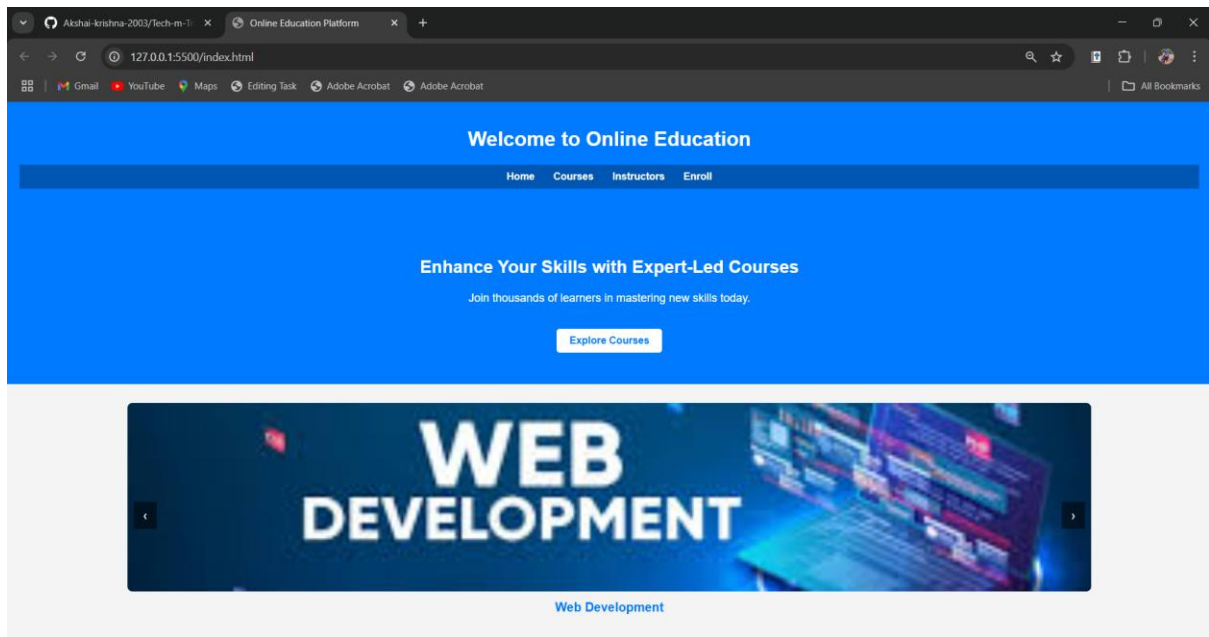 Akshai-krishna-2003/Tech-m-Tr
Online Education Platform
127.0.0.1:5500/index.html
Gmail YouTube Maps Editing Task Adobe Acrobat Adobe Acrobat All Bookmarks
Welcome to Online Education
Home Courses Instructors Enroll
Enhance Your Skills with Expert-Led Courses
Join thousands of learners in mastering new skills today.
Explore Courses
WEB
DEVELOPMENT
‹ ›
Web Development